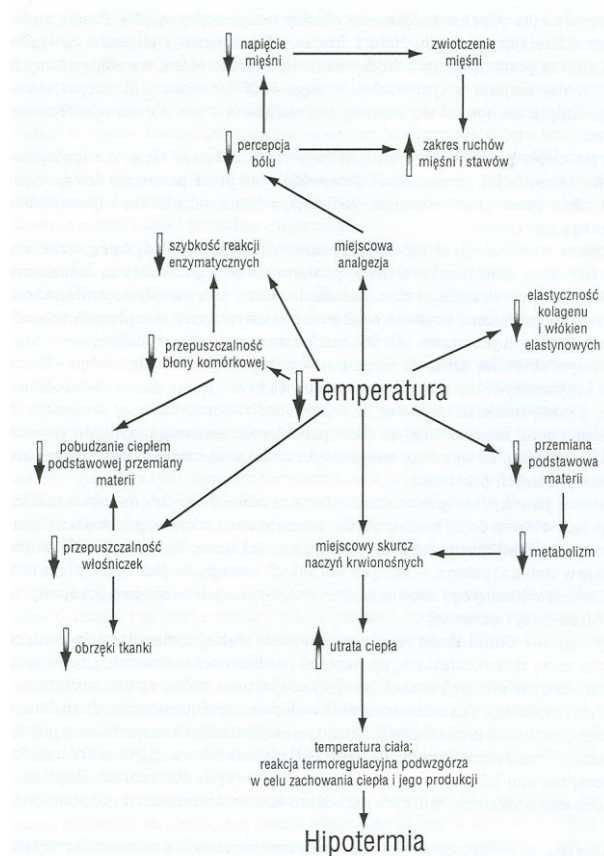 napięcie
mięśni
zwiotczenie
mięśni
percepcja
bólu
zakres ruchów
mięśni i stawów
szybkość reakcji
enzymatycznych
miejscowa
analgezja
elastyczność
kolagenu
i włókien
elastynowych
przepuszczalność
błony komórkowej
Temperatura
pobudzanie ciepłem
podstawowej przemiany
materii
przemiana
podstawowa
materii
przepuszczalność
włośniczek
miejscowy skurcz
naczyń krwionośnych
metabolizm
obrzęki tkanki
utrata ciepła
temperatura ciała;
reakcja termoregulacyjna podwzgórza
w celu zachowania ciepła i jego produkcji
Hipotermia